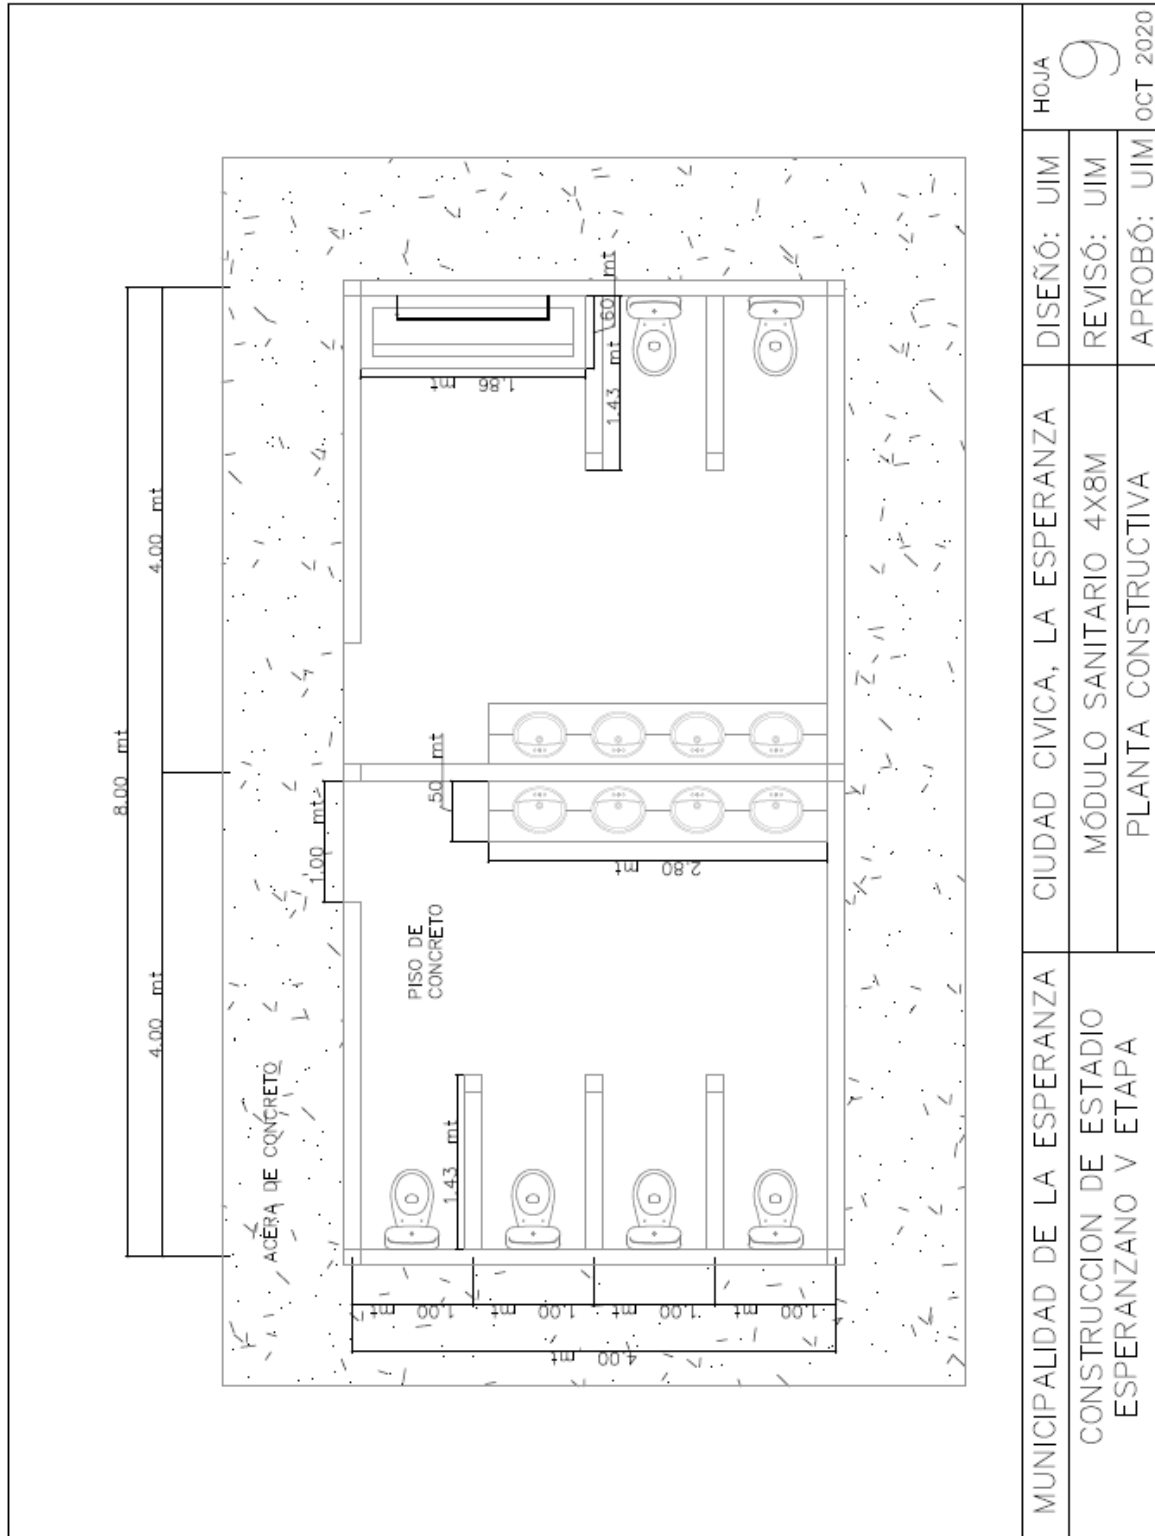 8.00 mt
4.00 mt
4.00 mt
ACERA DE CONCRETO
1.00 mt
PISO DE
CONCRETO
.50 mt
2.80 mt
1.43 mt
1.86 mt
.60 mt
1.43 mt
1.00 mt
1.00 mt
1.00 mt
1.00 mt
4.00 mt
MUNICIPALIDAD DE LA ESPERANZA
CONSTRUCCION DE ESTADIO
ESPERANZANO V ETAPA
CIUDAD CIVICA, LA ESPERANZA
MÓDULO SANITARIO 4X8M
PLANTA CONSTRUCTIVA
DISEÑÓ: UIM
REVISÓ: UIM
APROBÓ: UIM
HOJA
9
OCT 2020